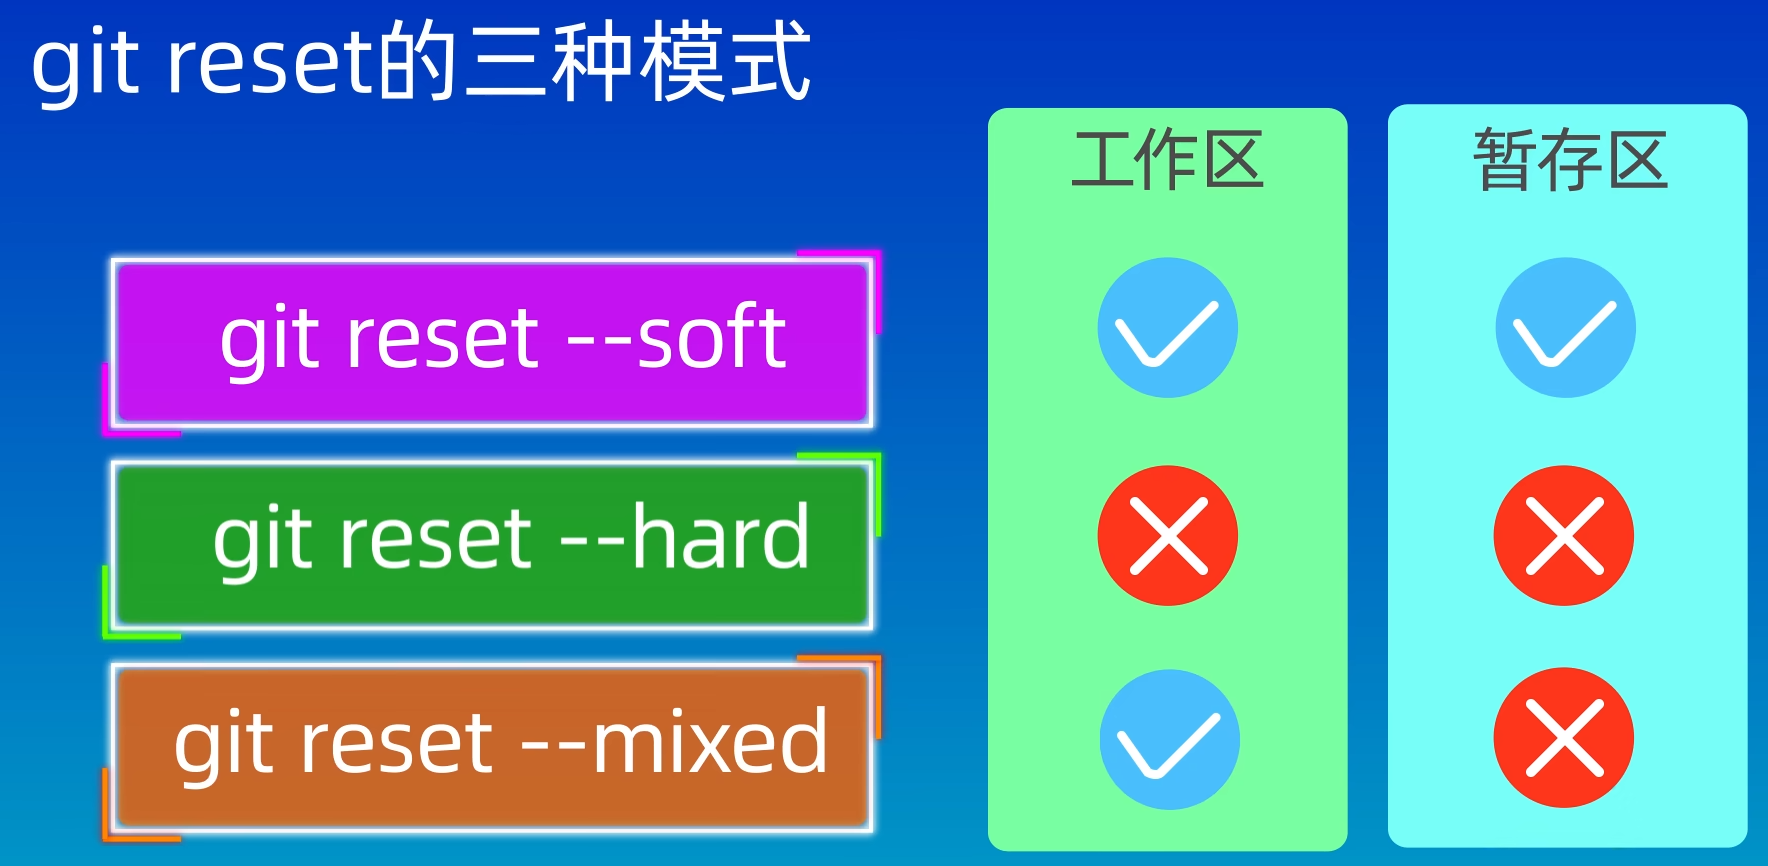 git reset的三种模式
工作区 暂存区
git reset --soft
git reset --hard
git reset --mixed